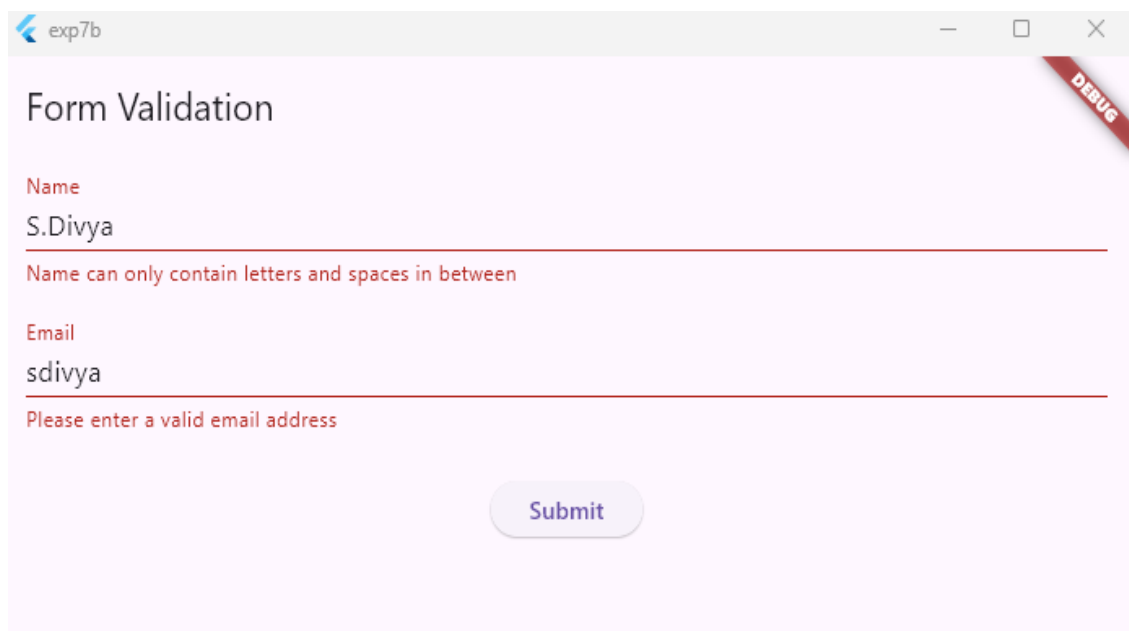 exp7b
DEBUG
Form Validation
Name
S.Divya
Name can only contain letters and spaces in between
Email
sdivya
Please enter a valid email address
Submit